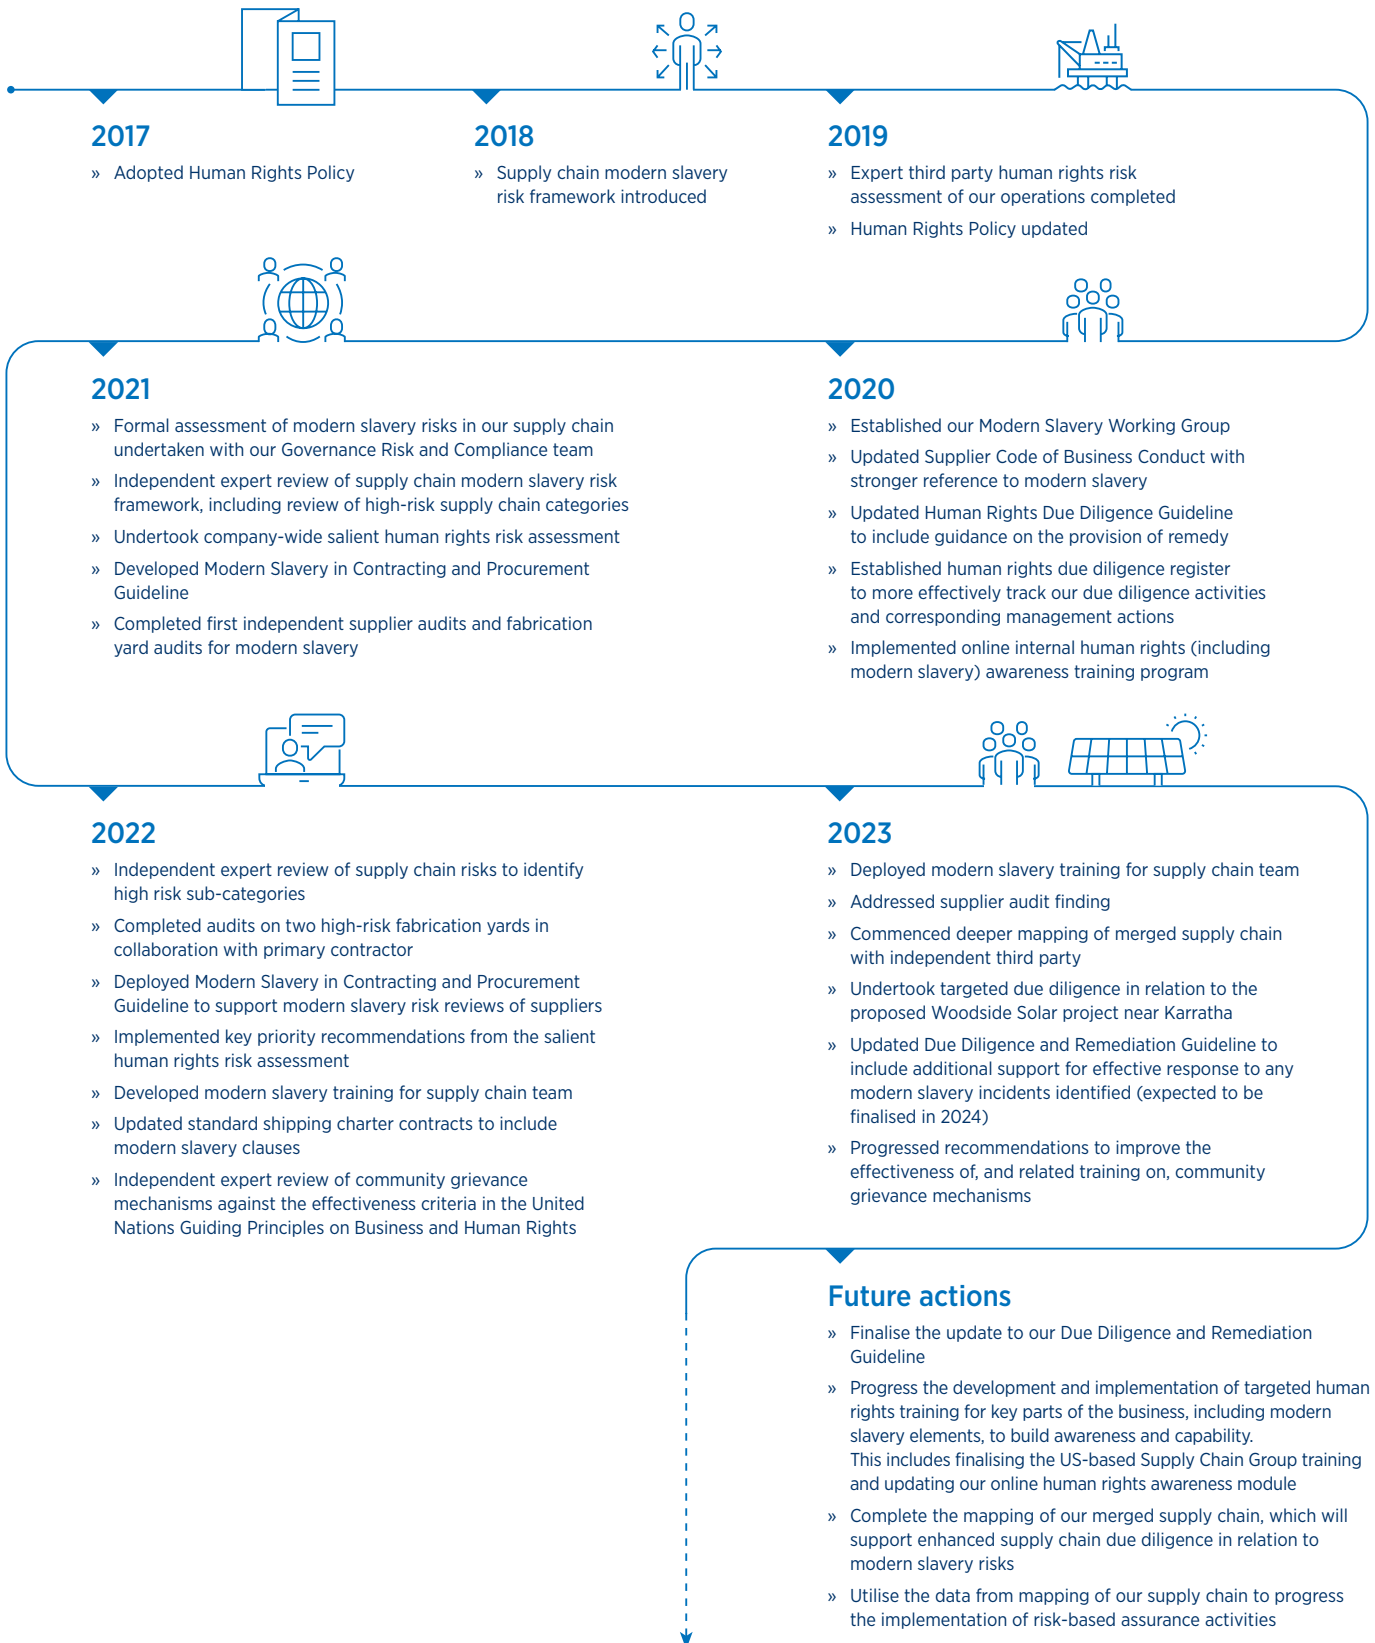 2017
» Adopted Human Rights Policy
2018
» Supply chain modern slavery
risk framework introduced
2019
» Expert third party human rights risk
assessment of our operations completed
» Human Rights Policy updated
2020
» Established our Modern Slavery Working Group
» Updated Supplier Code of Business Conduct with
stronger reference to modern slavery
» Updated Human Rights Due Diligence Guideline
to include guidance on the provision of remedy
» Established human rights due diligence register
to more effectively track our due diligence activities
and corresponding management actions
» Implemented online internal human rights (including
modern slavery) awareness training program
2021
» Formal assessment of modern slavery risks in our supply chain
undertaken with our Governance Risk and Compliance team
» Independent expert review of supply chain modern slavery risk
framework, including review of high-risk supply chain categories
» Undertook company-wide salient human rights risk assessment
» Developed Modern Slavery in Contracting and Procurement
Guideline
» Completed first independent supplier audits and fabrication
yard audits for modern slavery
2022
» Independent expert review of supply chain risks to identify
high risk sub-categories
» Completed audits on two high-risk fabrication yards in
collaboration with primary contractor
» Deployed Modern Slavery in Contracting and Procurement
Guideline to support modern slavery risk reviews of suppliers
» Implemented key priority recommendations from the salient
human rights risk assessment
» Developed modern slavery training for supply chain team
» Updated standard shipping charter contracts to include
modern slavery clauses
» Independent expert review of community grievance
mechanisms against the effectiveness criteria in the United
Nations Guiding Principles on Business and Human Rights
2023
» Deployed modern slavery training for supply chain team
» Addressed supplier audit finding
» Commenced deeper mapping of merged supply chain
with independent third party
» Undertook targeted due diligence in relation to the
proposed Woodside Solar project near Karratha
» Updated Due Diligence and Remediation Guideline to
include additional support for effective response to any
modern slavery incidents identified (expected to be
finalised in 2024)
» Progressed recommendations to improve the
effectiveness of, and related training on, community
grievance mechanisms
Future actions
» Finalise the update to our Due Diligence and Remediation
Guideline
» Progress the development and implementation of targeted human
rights training for key parts of the business, including modern
slavery elements, to build awareness and capability.
This includes finalising the US-based Supply Chain Group training
and updating our online human rights awareness module
» Complete the mapping of our merged supply chain, which will
support enhanced supply chain due diligence in relation to
modern slavery risks
» Utilise the data from mapping of our supply chain to progress
the implementation of risk-based assurance activities